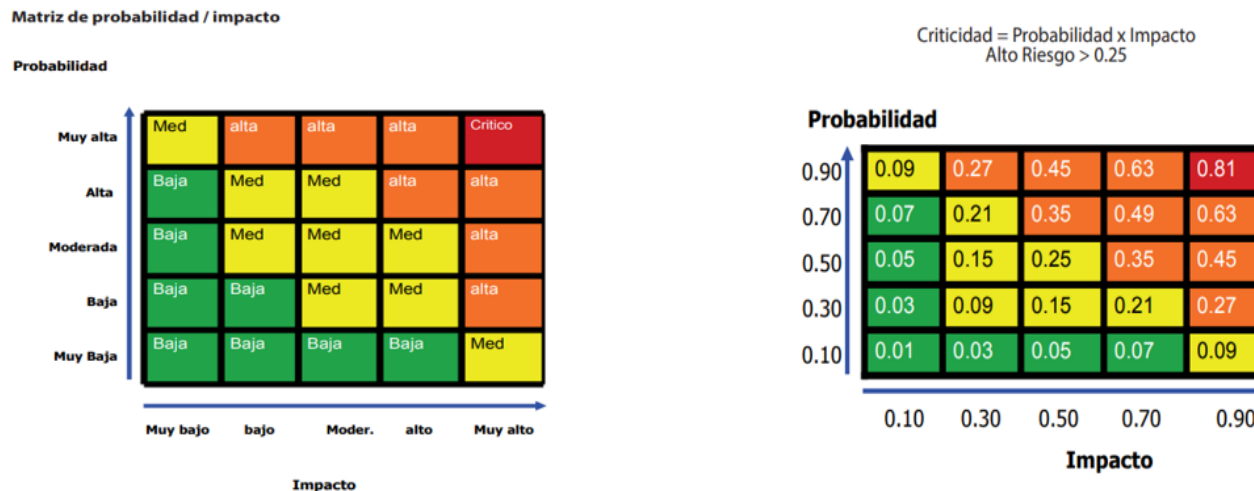 Matriz de probabilidad / impacto
Probabilidad
Muy alta Med alta alta alta Critico
Alta Baja Med Med alta alta
Moderada Baja Med Med Med alta
Baja Baja Baja Med Med alta
Muy Baja Baja Baja Baja Baja Med
Muy bajo bajo Moder. alto Muy alto
Impacto
Criticidad = Probabilidad x Impacto
Alto Riesgo > 0.25
Probabilidad
0.90 0.09 0.27 0.45 0.63 0.81
0.70 0.07 0.21 0.35 0.49 0.63
0.50 0.05 0.15 0.25 0.35 0.45
0.30 0.03 0.09 0.15 0.21 0.27
0.10 0.01 0.03 0.05 0.07 0.09
0.10 0.30 0.50 0.70 0.90
Impacto